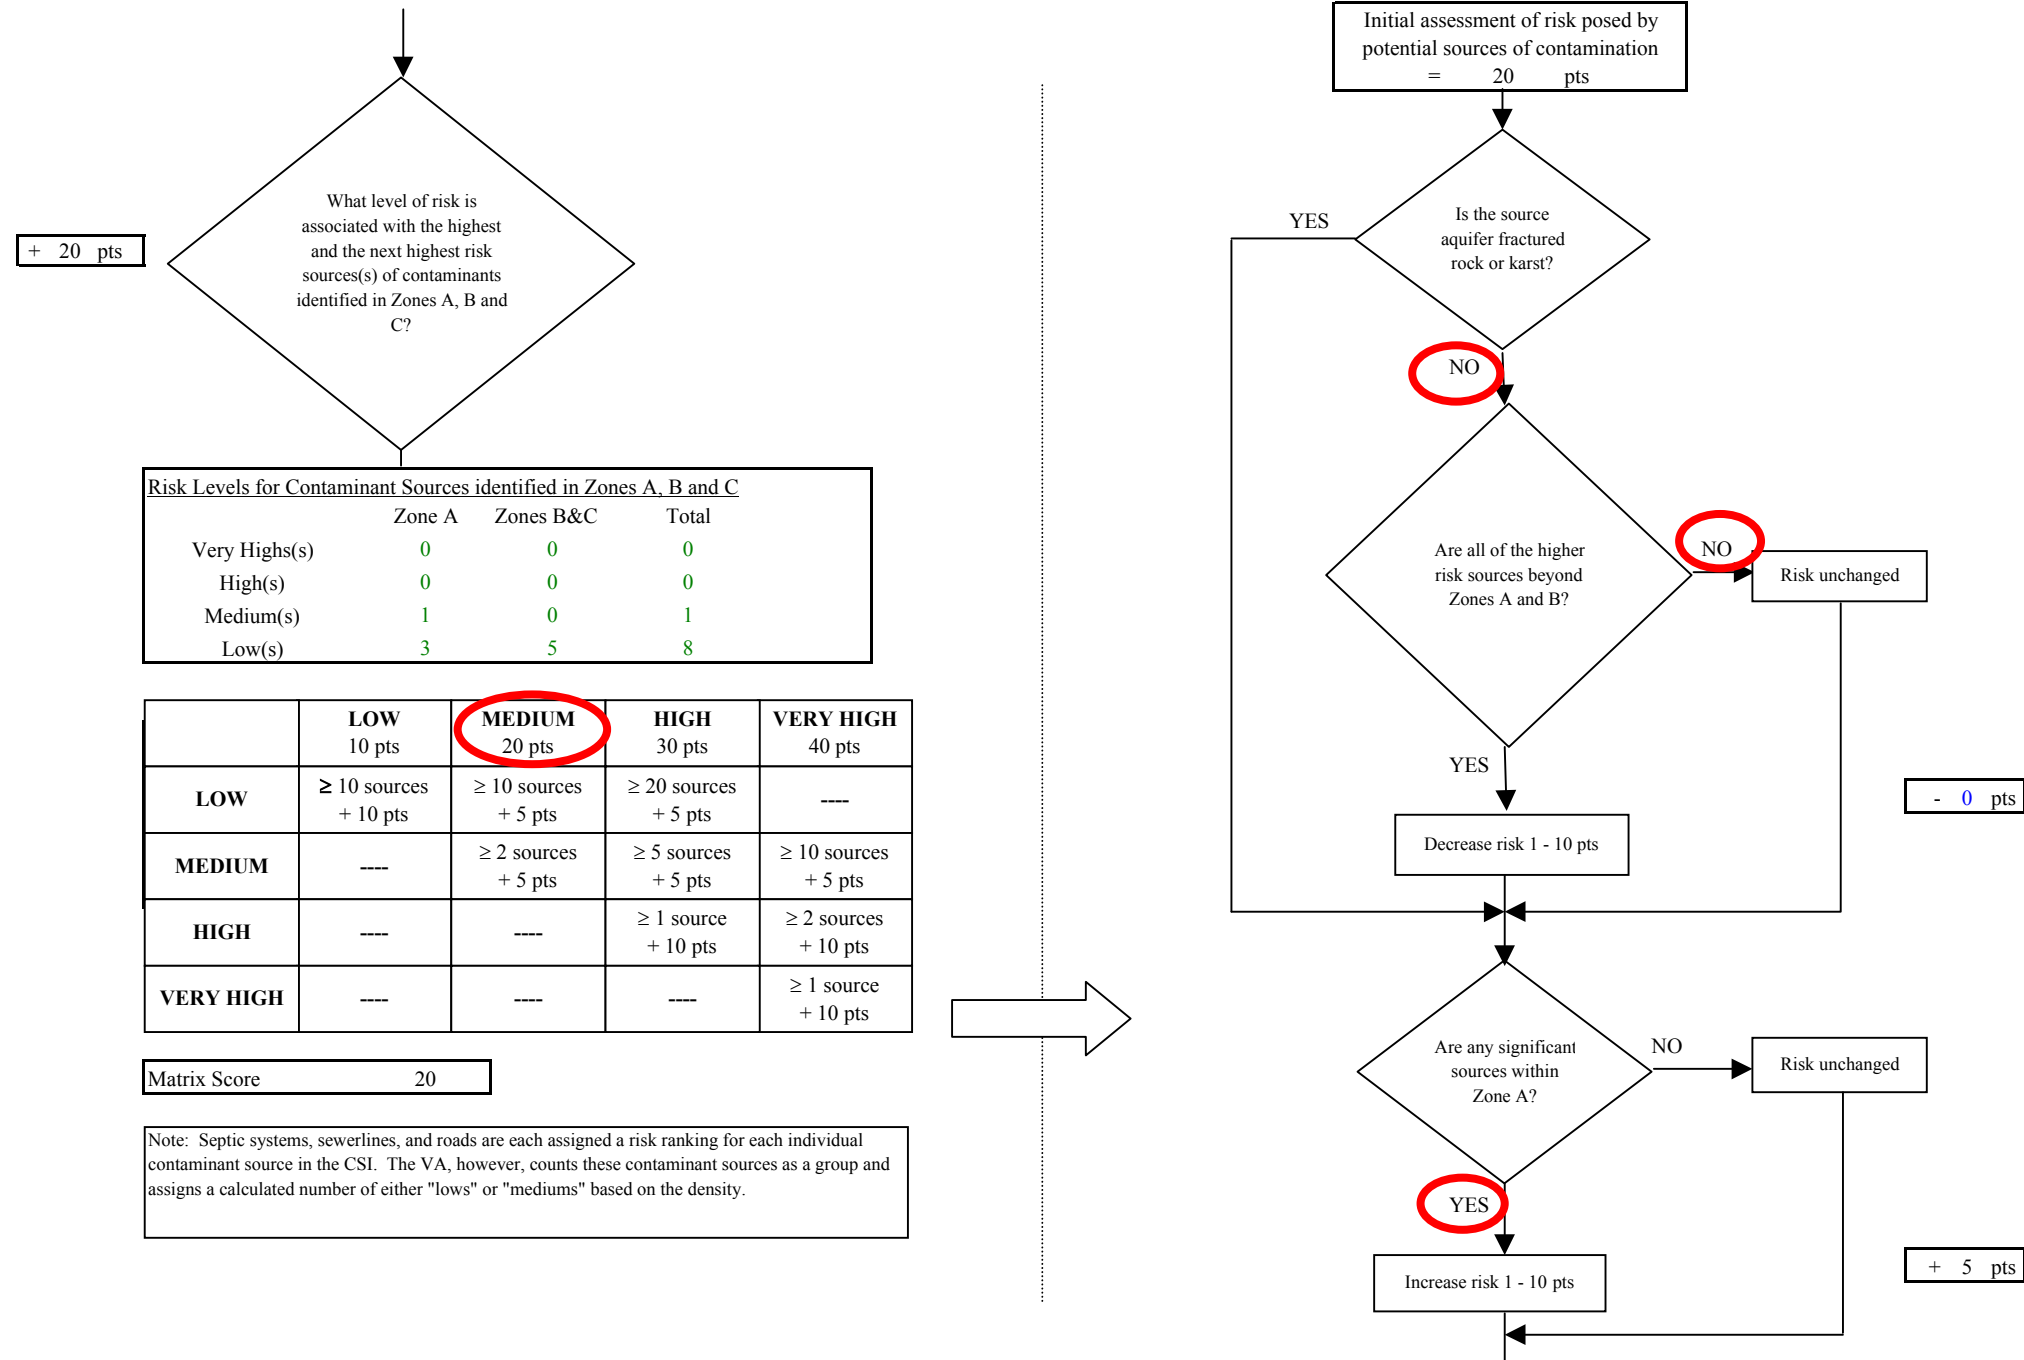 + 20 pts
What level of risk is
associated with the highest
and the next highest risk
sources(s) of contaminants
identified in Zones A, B and
C?
Risk Levels for Contaminant Sources identified in Zones A, B and C
Zone A Zones B&C Total
Very Highs(s) 0 0 0
High(s) 0 0 0
Medium(s) 1 0 1
Low(s) 3 5 8
LOW MEDIUM HIGH VERY HIGH
10 pts 20 pts 30 pts 40 pts
LOW ≥ 10 sources ≥ 10 sources ≥ 20 sources ----
+ 10 pts + 5 pts + 5 pts
MEDIUM ---- ≥ 2 sources ≥ 5 sources ≥ 10 sources
+ 5 pts + 5 pts + 5 pts
HIGH ---- ---- ≥ 1 source ≥ 2 sources
+ 10 pts + 10 pts
VERY HIGH ---- ---- ---- ≥ 1 source
+ 10 pts
Matrix Score 20
Note: Septic systems, sewerlines, and roads are each assigned a risk ranking for each individual
contaminant source in the CSI. The VA, however, counts these contaminant sources as a group and
assigns a calculated number of either "lows" or "mediums" based on the density.
Initial assessment of risk posed by
potential sources of contamination
= 20 pts
Is the source
aquifer fractured
rock or karst?
YES
NO
Are all of the higher
risk sources beyond
Zones A and B?
NO
Risk unchanged
YES
Decrease risk 1 - 10 pts
- 0 pts
Are any significant
sources within
Zone A?
NO
Risk unchanged
YES
Increase risk 1 - 10 pts
+ 5 pts